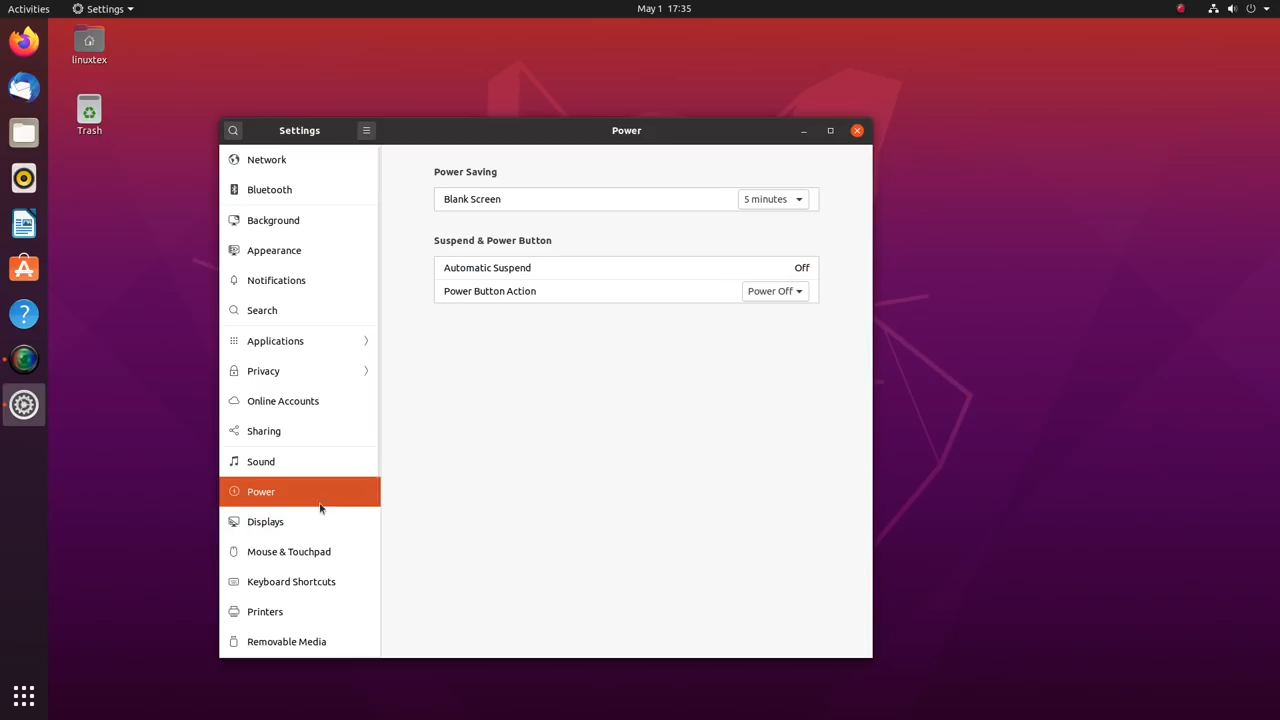 Activities
Settings
May 1 17:35
linuxtex
Trash
Settings
Power
Network
Bluetooth
Background
Appearance
Notifications
Search
Applications
Privacy
Online Accounts
Sharing
Sound
Power
Displays
Mouse & Touchpad
Keyboard Shortcuts
Printers
Removable Media
Power Saving
Blank Screen 5 minutes
Suspend & Power Button
Automatic Suspend Off
Power Button Action Power Off